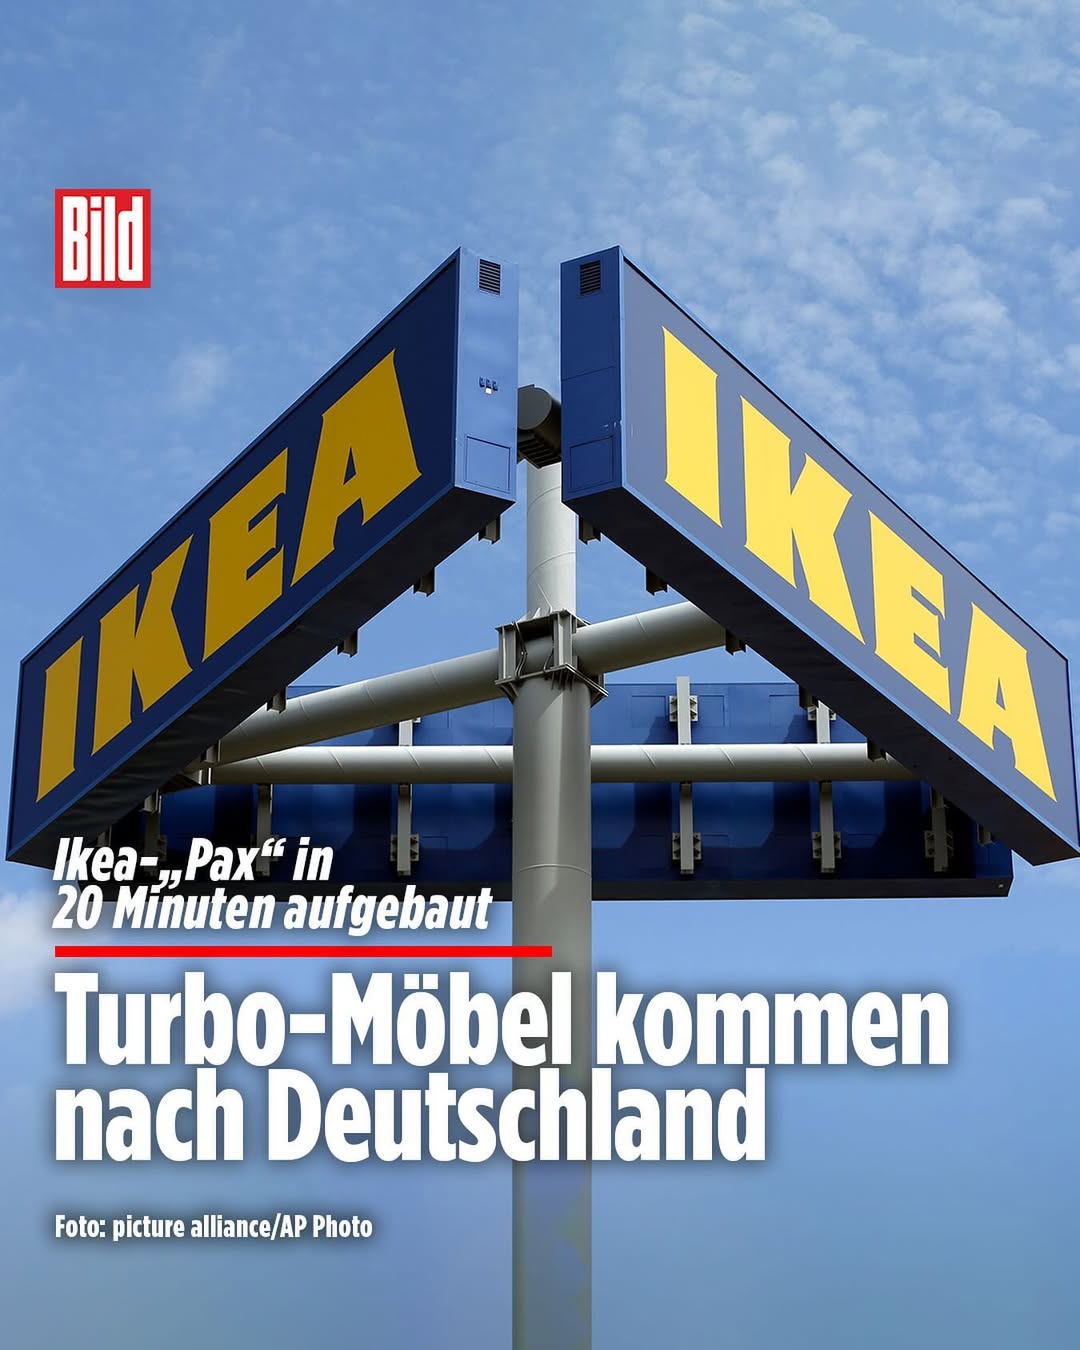 Bild
IKEA
IKEA
Ikea-„Pax“ in
20 Minuten aufgebaut
Turbo-Möbel kommen
nach Deutschland
Foto: picture alliance/AP Photo